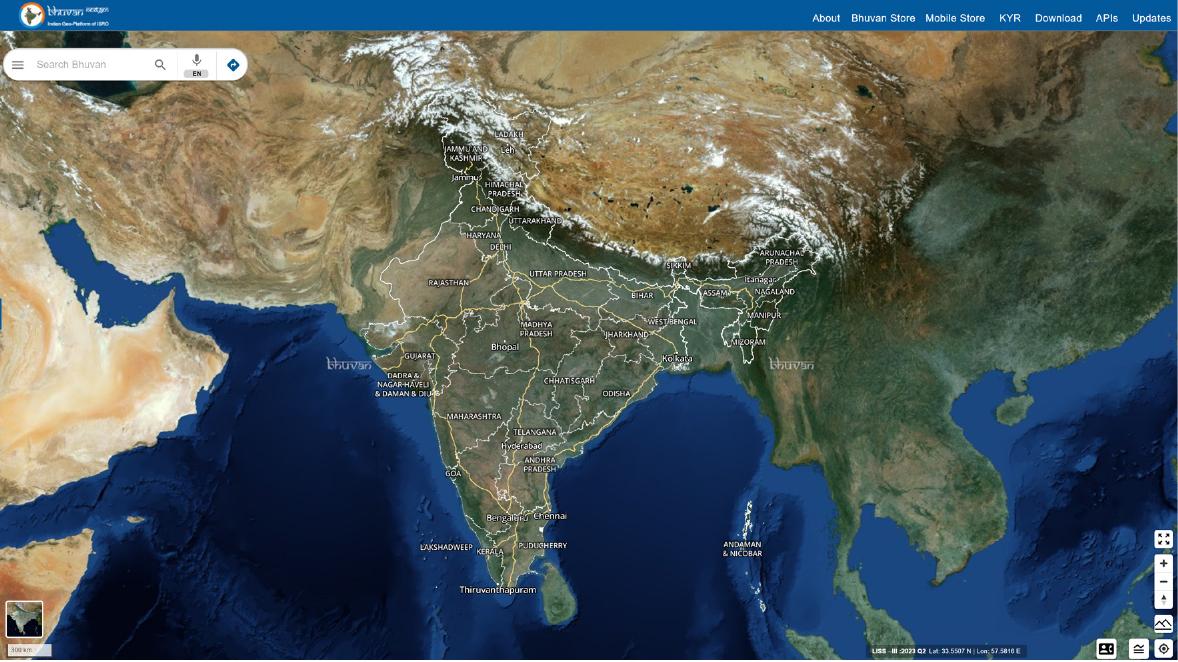 bhuvan
Indian Geo-Platform of ISRO
About Bhuvan Store Mobile Store KYR Download APIs Updates
Search Bhuvan
EN
LADAKH
Leh
JAMMU AND
KASHMIR
Jammu
HIMACHAL
PRADESH
CHANDIGARH
UTTARAKHAND
HARYANA
DELHI
ARUNACHAL
PRADESH
SIKKIM
UTTAR PRADESH
Itanagar
RAJASTHAN
ASSAM
NAGALAND
BIHAR
MANIPUR
WEST BENGAL
MADHYA
PRADESH
JHARKHAND
MIZORAM
Bhopal
GUJARAT
Kolkata
bhuvan
bhuvan
DADRA &
NAGAR HAVELI
& DAMAN & DIU
CHHATISGARH
ODISHA
MAHARASHTRA
TELANGANA
Hyderabad
ANDHRA
PRADESH
GOA
Bengaluru
Chennai
LAKSHADWEEP
KERALA
PUDUCHERRY
ANDAMAN
& NICOBAR
Thiruvanthapuram
300 km
LISS -III :2023 Q2 Lat: 33.5507 N | Lon: 57.5816 E